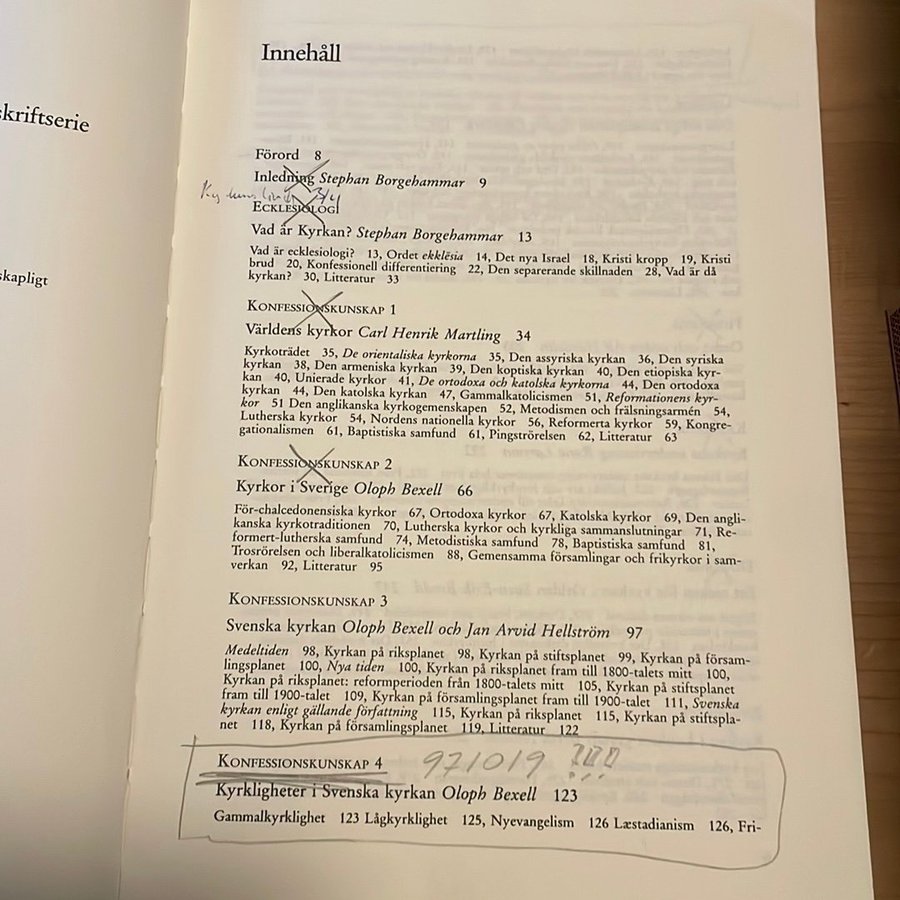 skriftserie
skapligt
Innehåll
Förord 8
Inledning Stephan Borgehammar 9
ECKLESIOLOGI
Vad är Kyrkan? Stephan Borgehammar 13
Vad är ecklesiologi? 13, Ordet ekklēsia 14, Det nya Israel 18, Kristi kropp 19, Kristi
brud 20, Konfessionell differentiering 22, Den separerande skillnaden 28, Vad är då
kyrkan? 30, Litteratur 33
KONFESSIONSKUNSKAP 1
Världens kyrkor Carl Henrik Martling 34
Kyrkoträdet 35, De orientaliska kyrkorna 35, Den assyriska kyrkan 36, Den syriska
kyrkan 38, Den armeniska kyrkan 39, Den koptiska kyrkan 40, Den etiopiska kyr-
kan 40, Unierade kyrkor 41, De ortodoxa och katolska kyrkorna 44, Den ortodoxa
kyrkan 44, Den katolska kyrkan 47, Gammalkatolicismen 51, Reformationens kyr-
kor 51 Den anglikanska kyrkogemenskapen 52, Metodismen och frälsningsarmén 54,
Lutherska kyrkor 54, Nordens nationella kyrkor 56, Reformerta kyrkor 59, Kongre-
gationalismen 61, Baptistiska samfund 61, Pingströrelsen 62, Litteratur 63
KONFESSIONSKUNSKAP 2
Kyrkor i Sverige Oloph Bexell 66
För-chalcedonensiska kyrkor 67, Ortodoxa kyrkor 67, Katolska kyrkor 69, Den angli-
kanska kyrkotraditionen 70, Lutherska kyrkor och kyrkliga sammanslutningar 71, Re-
formert-lutherska samfund 74, Metodistiska samfund 78, Baptistiska samfund 81,
Trosrörelsen och liberalkatolicismen 88, Gemensamma församlingar och frikyrkor i sam-
verkan 92, Litteratur 95
KONFESSIONSKUNSKAP 3
Svenska kyrkan Oloph Bexell och Jan Arvid Hellström 97
Medeltiden 98, Kyrkan på riksplanet 98, Kyrkan på stiftsplanet 99, Kyrkan på försam-
lingsplanet 100, Nya tiden 100, Kyrkan på riksplanet fram till 1800-talets mitt 100,
Kyrkan på riksplanet: reformperioden från 1800-talets mitt 105, Kyrkan på stiftsplanet
fram till 1900-talet 109, Kyrkan på församlingsplanet fram till 1900-talet 111, Svenska
kyrkan enligt gällande författning 115, Kyrkan på riksplanet 115, Kyrkan på stiftspla-
net 118, Kyrkan på församlingsplanet 119, Litteratur 122
KONFESSIONSKUNSKAP 4 971019 !!!
Kyrkligheter i Svenska kyrkan Oloph Bexell 123
Gammalkyrklighet 123 Lågkyrklighet 125, Nyevangelism 126 Læstadianism 126, Fri-